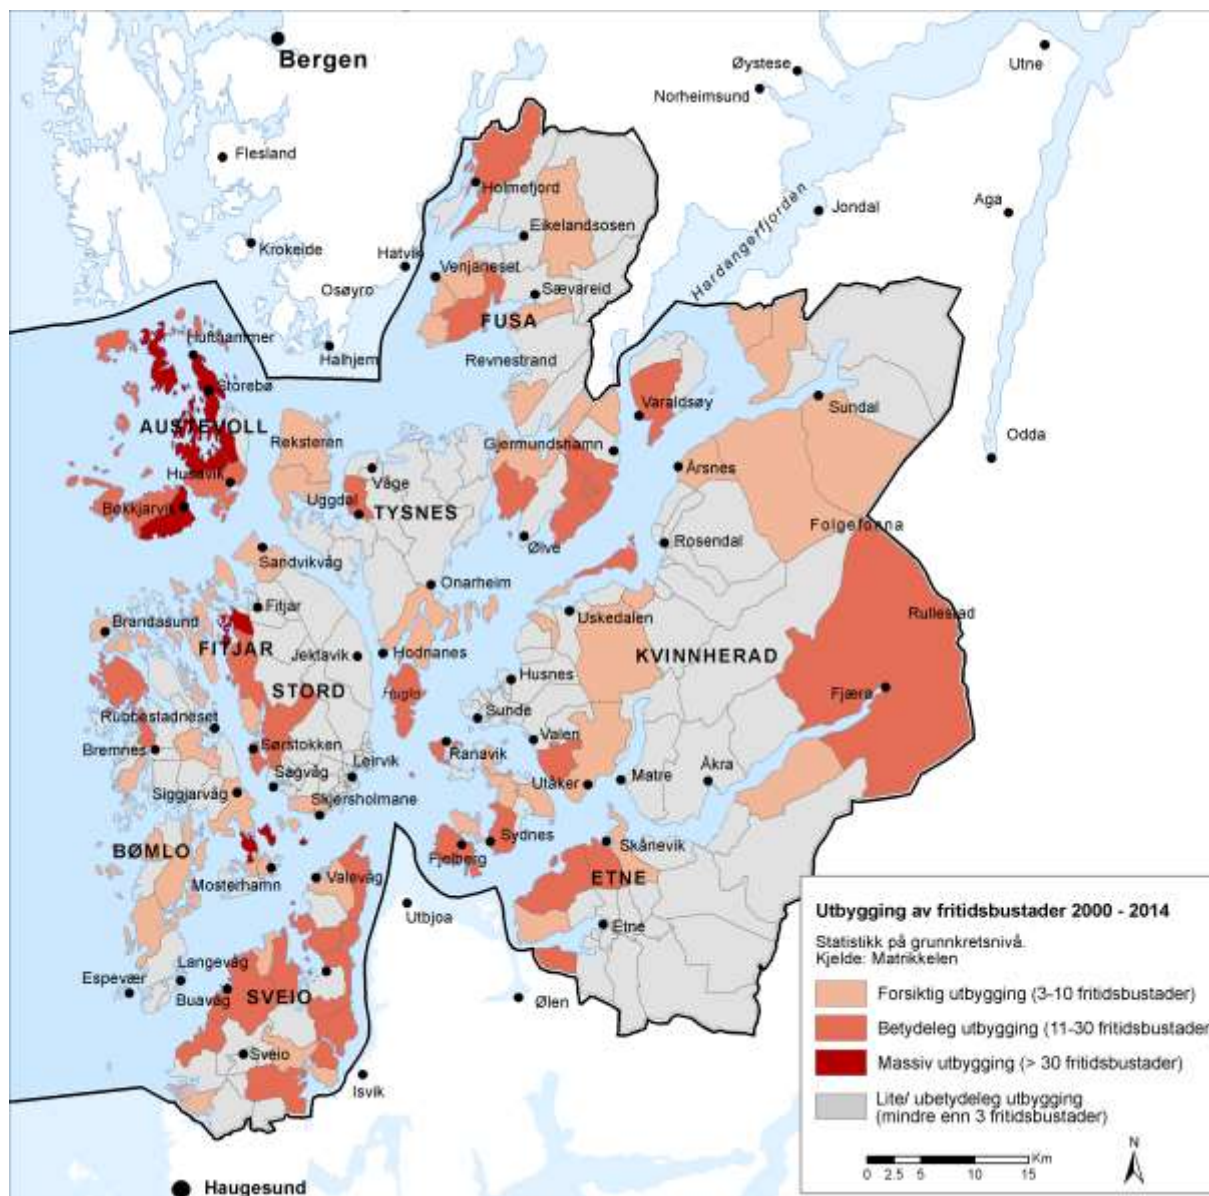 Bergen
Øystese
Utne
Norheimsund
Flesland
Holmefjord
Jondal
Aga
Hardangerfjorden
Krokeide
Eikelandsosen
Hatvik
Venjaneset
Osøyro
Sævareid
FUSA
Hufthammer
Halhjem
Revnestrand
Storebø
Varaldsøy
Sundal
AUSTEVOLL
Reksteren
Odda
Gjermundshamn
Husavik
Våge
Årsnes
Bekkjarvik
Uggdal
TYSNES
Folgefonna
Ølve
Rosendal
Sandvikvåg
Onarheim
Fitjar
Uskedalen
Rullestad
Brandasund
FITJAR
Jektavik
Hodnanes
KVINNHERAD
STORD
Huglo
Husnes
Fjæra
Rubbestadneset
Sunde
Bremnes
Sørstokken
Ranavik
Valen
Leirvik
Sagvåg
Utåker
Matre
Åkra
Siggjarvåg
Skjersholmane
Sydnes
Skånevik
BØMLO
Fjelberg
Mosterhamn
Valevåg
ETNE
Utbjoa
Etne
Langevåg
Espevær
Buavåg
SVEIO
Ølen
Sveio
Isvik
Haugesund
Utbygging av fritidsbustader 2000 - 2014
Statistikk på grunnkretsnivå.
Kjelde: Matrikkelen
Forsiktig utbygging (3-10 fritidsbustader)
Betydeleg utbygging (11-30 fritidsbustader
Massiv utbygging (> 30 fritidsbustader)
Lite/ ubetydeleg utbygging
(mindre enn 3 fritidsbustader)
N
Km
0 2.5 5 10 15